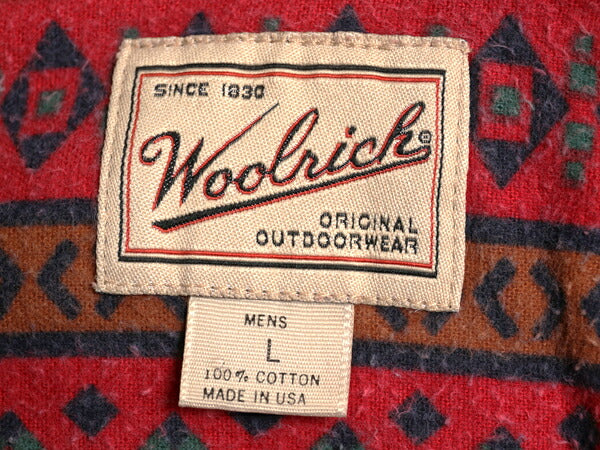 SINCE 1830
Woolrich®
ORIGINAL
OUTDOORWEAR
MENS
L
100% COTTON
MADE IN USA